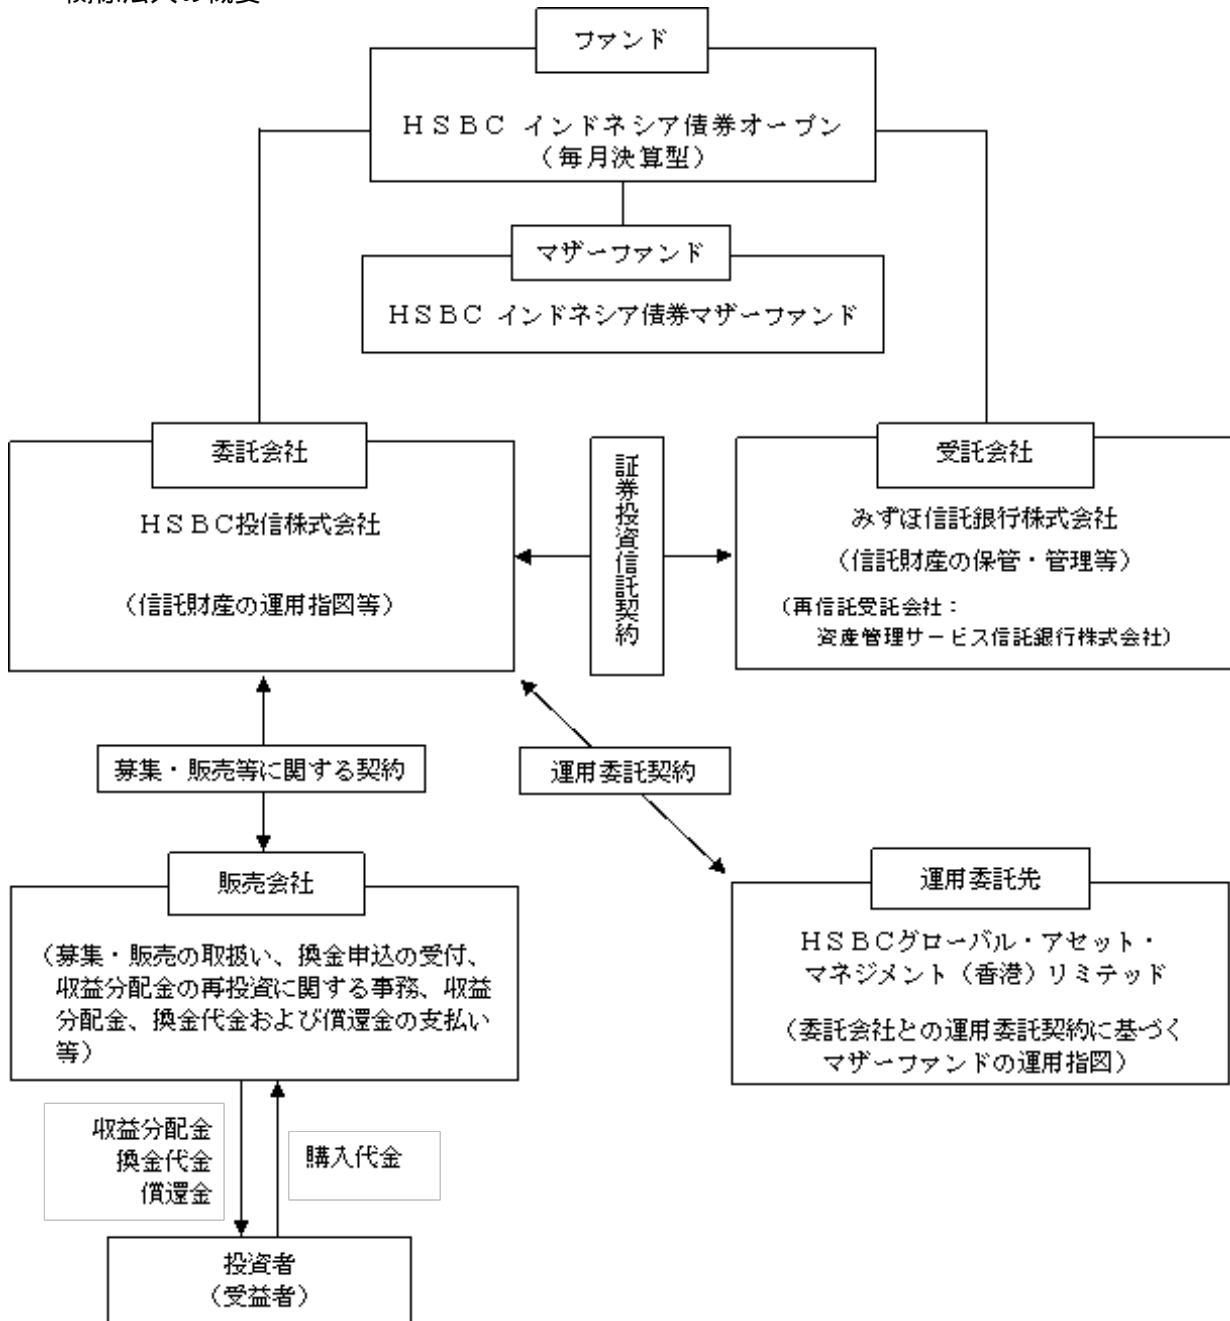 ファンド
ＨＳＢＣ インドネシア債券オープン
（毎月決算型）
マザーファンド
ＨＳＢＣ インドネシア債券マザーファンド
委託会社
ＨＳＢＣ投信株式会社
（信託財産の運用指図等）
証券投資信託契約
受託会社
みずほ信託銀行株式会社
（信託財産の保管・管理等）
（再信託受託会社：
資産管理サービス信託銀行株式会社）
募集・販売等に関する契約
運用委託契約
販売会社
（募集・販売の取扱い、換金申込の受付、
収益分配金の再投資に関する事務、収益
分配金、換金代金および償還金の支払い
等）
運用委託先
ＨＳＢＣグローバル・アセット・
マネジメント（香港）リミテッド
（委託会社との運用委託契約に基づく
マザーファンドの運用指図）
収益分配金
換金代金
償還金
購入代金
投資者
（受益者）